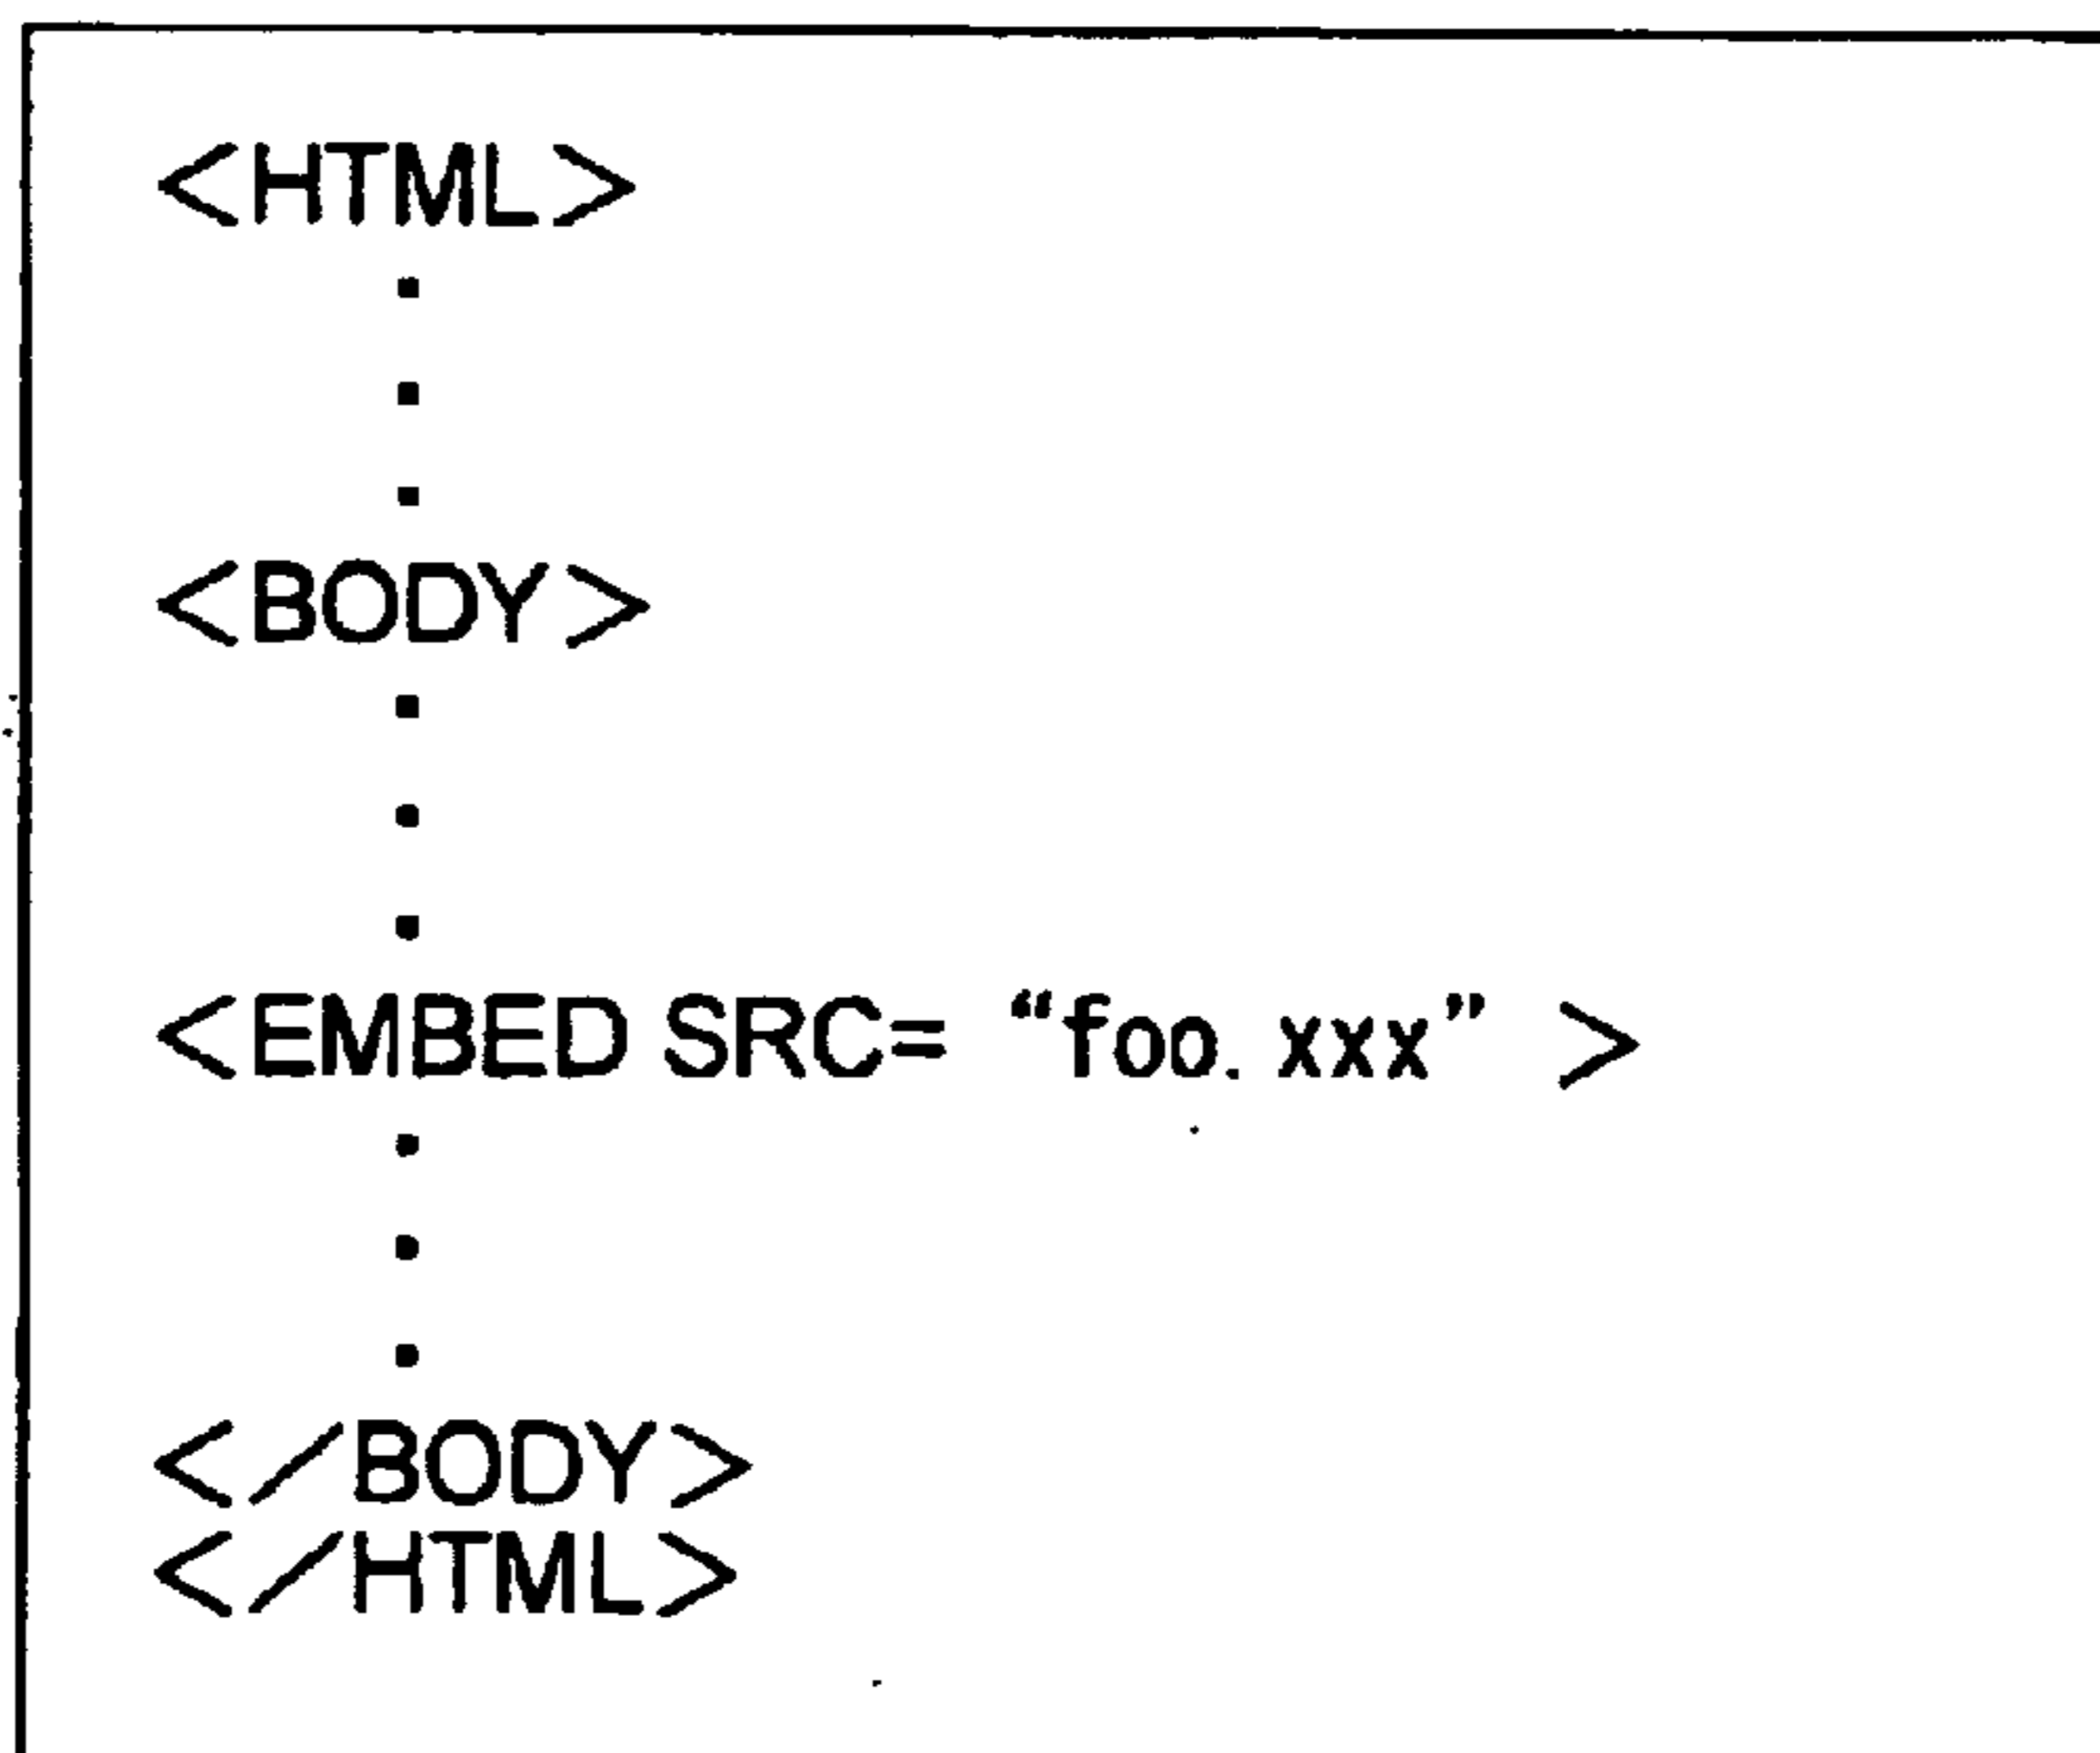 <HTML>
.
.
.
<BODY>
.
.
.
<EMBED SRC= “foo. xxx” >
.
.
.
</BODY>
</HTML>